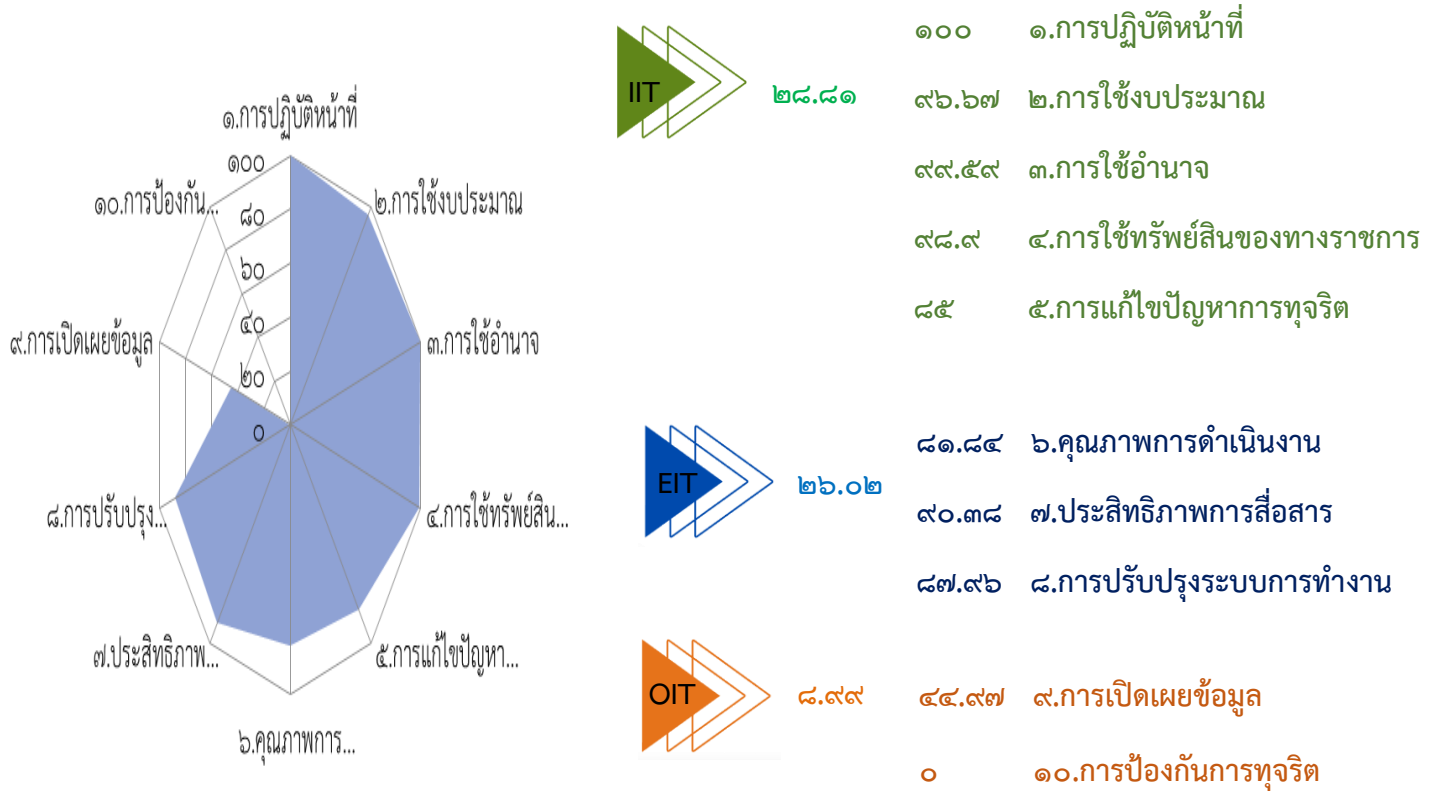 ๑.การปฏิบัติหน้าที่
๑๐๐
๑๐.การป้องกัน...
๘๐
๒.การใช้งบประมาณ
๖๐
๔๐
๙.การเปิดเผยข้อมูล
๓.การใช้อำนาจ
๒๐
๐
๘.การปรับปรุง...
๔.การใช้ทรัพย์สิน...
๗.ประสิทธิภาพ...
๕.การแก้ไขปัญหา...
๖.คุณภาพการ...
IIT
๒๘.๘๑
๑๐๐ ๑.การปฏิบัติหน้าที่
๙๖.๖๗ ๒.การใช้งบประมาณ
๙๙.๕๙ ๓.การใช้อำนาจ
๙๘.๙ ๔.การใช้ทรัพย์สินของทางราชการ
๘๕ ๕.การแก้ไขปัญหาการทุจริต
EIT
๒๖.๐๒
๘๑.๘๔ ๖.คุณภาพการดำเนินงาน
๙๐.๓๘ ๗.ประสิทธิภาพการสื่อสาร
๘๗.๙๖ ๘.การปรับปรุงระบบการทำงาน
OIT
๘.๙๙
๔๔.๙๗ ๙.การเปิดเผยข้อมูล
๐ ๑๐.การป้องกันการทุจริต